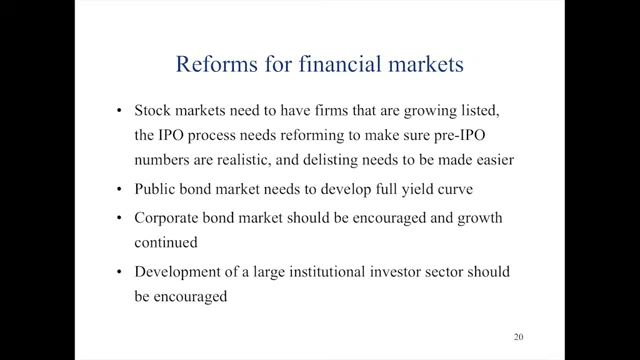 Reforms for financial markets
• Stock markets need to have firms that are growing listed,
the IPO process needs reforming to make sure pre-IPO
numbers are realistic, and delisting needs to be made easier
• Public bond market needs to develop full yield curve
• Corporate bond market should be encouraged and growth
continued
• Development of a large institutional investor sector should
be encouraged
20